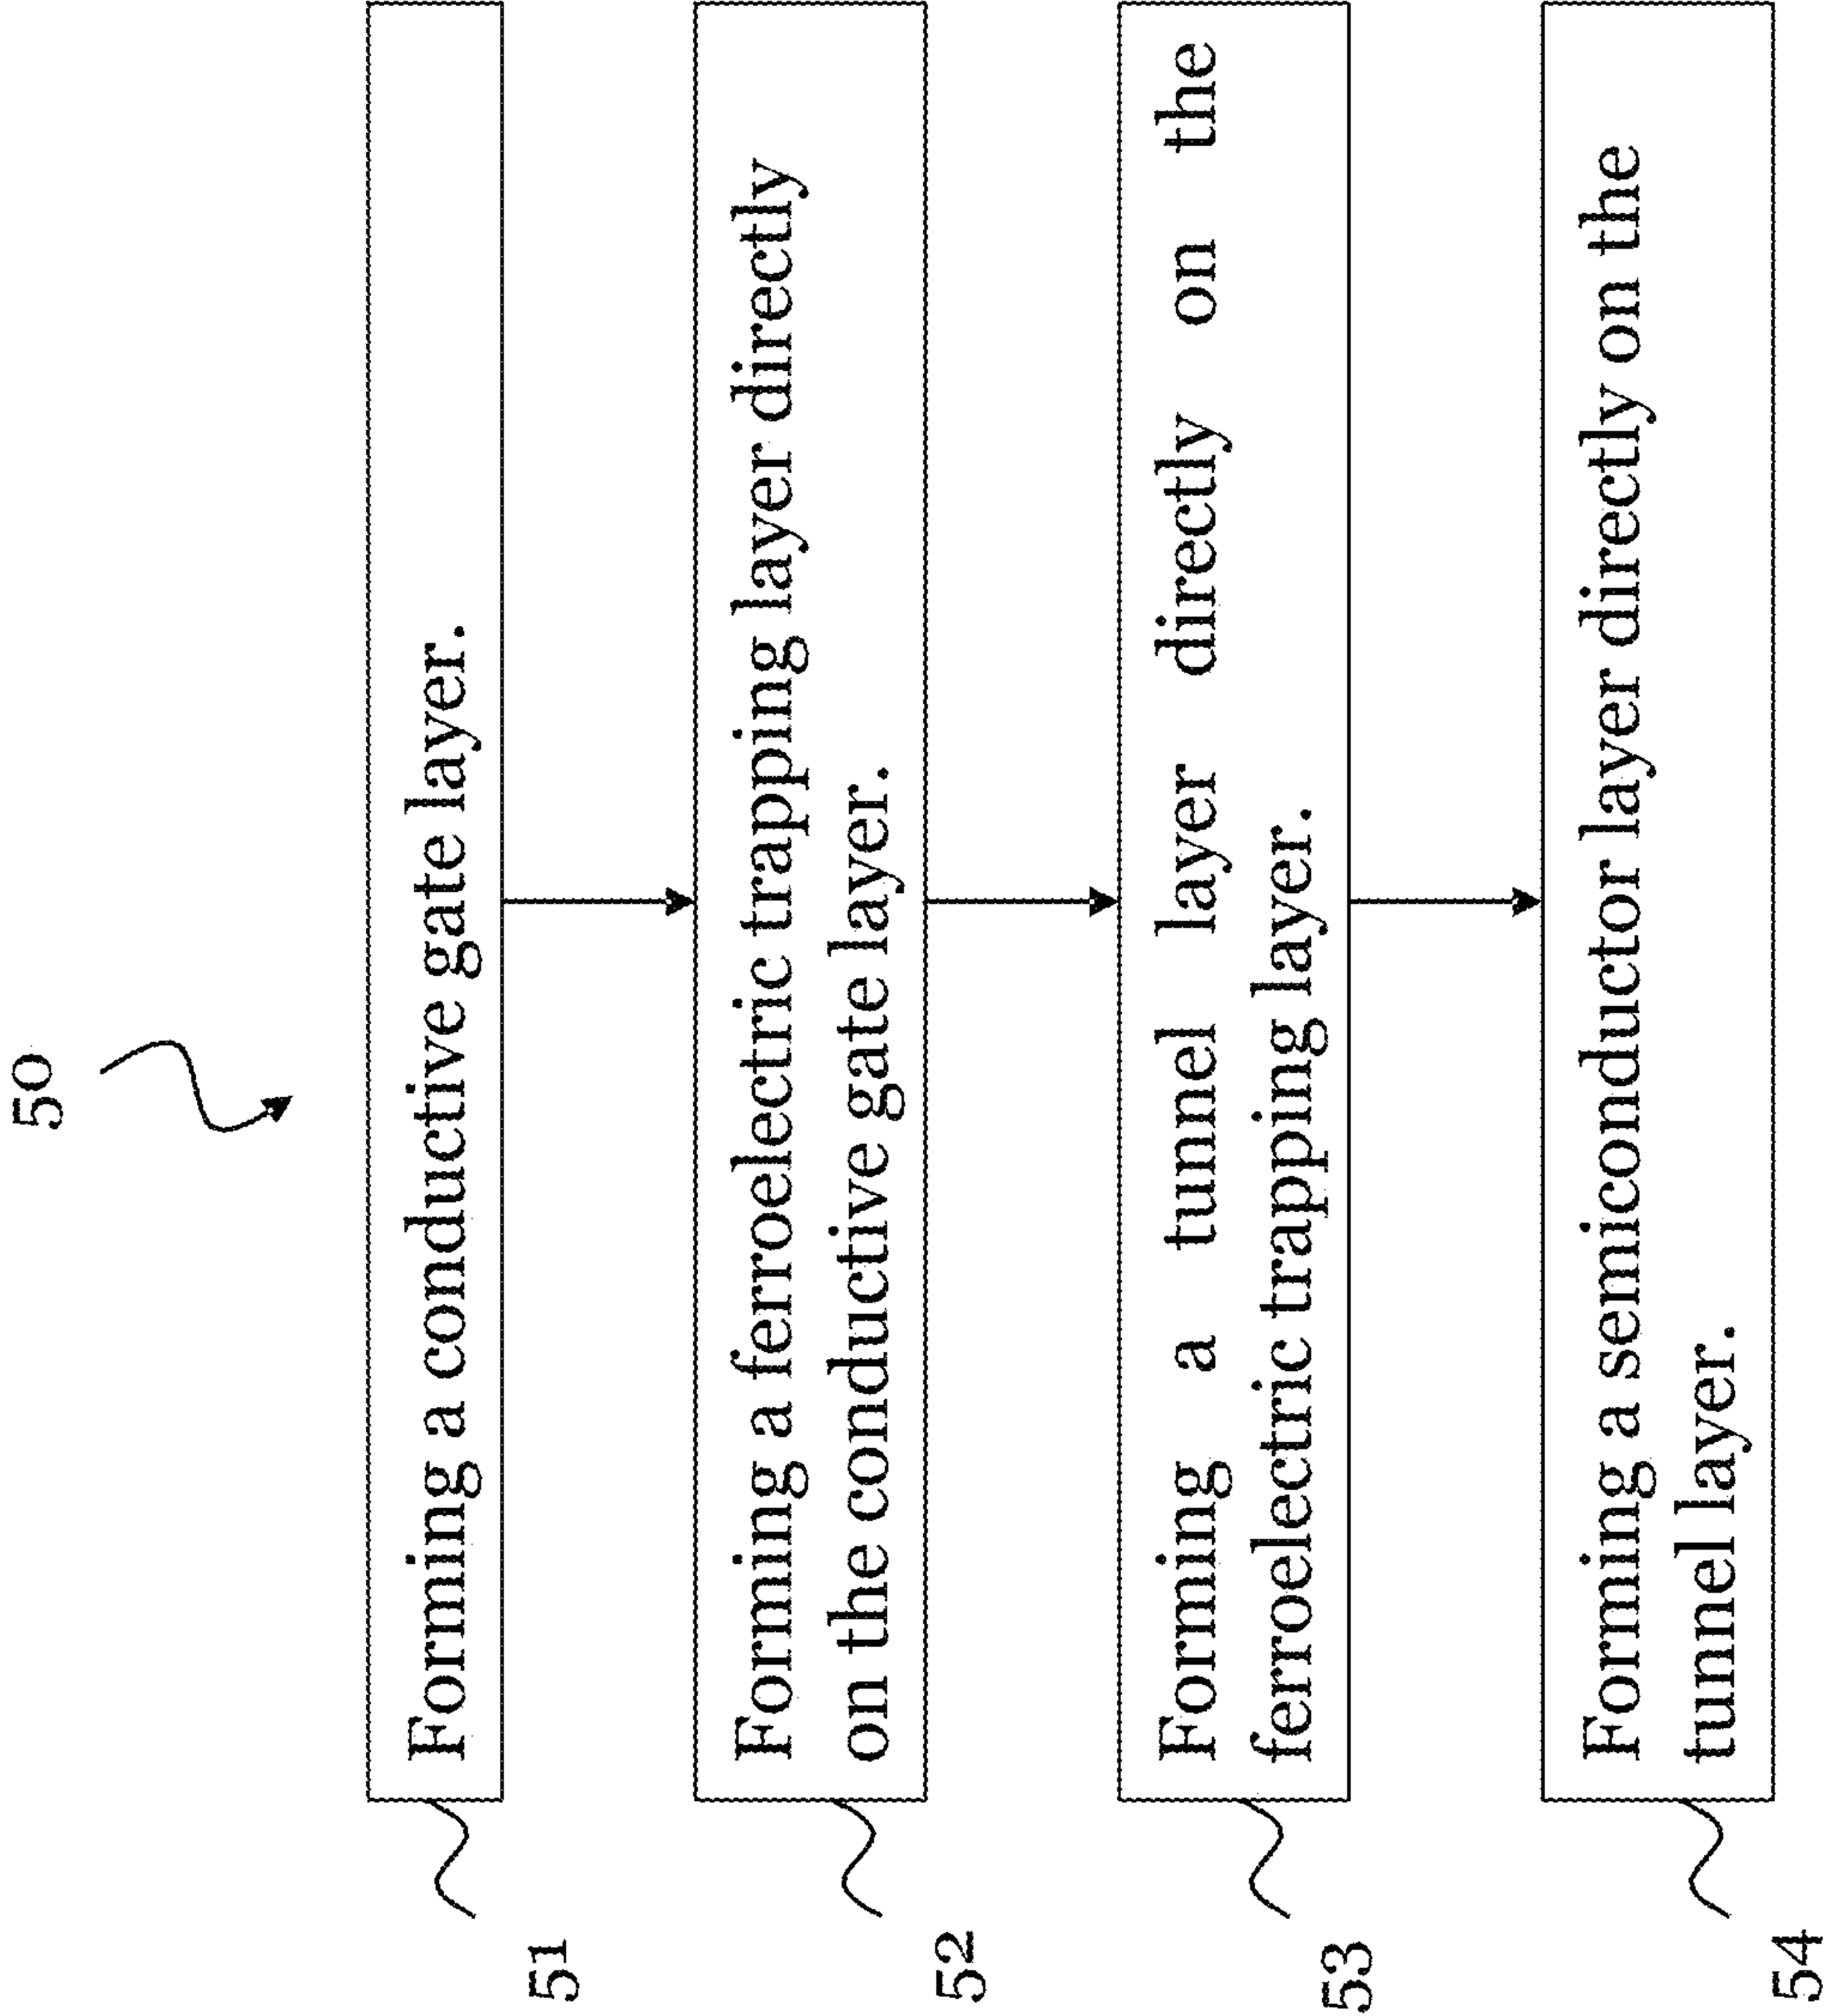 50
51
Forming a conductive gate layer.
52
Forming a ferroelectric trapping layer directly
on the conductive gate layer.
53
Forming a tunnel layer directly on the
ferroelectric trapping layer.
54
Forming a semiconductor layer directly on the
tunnel layer.